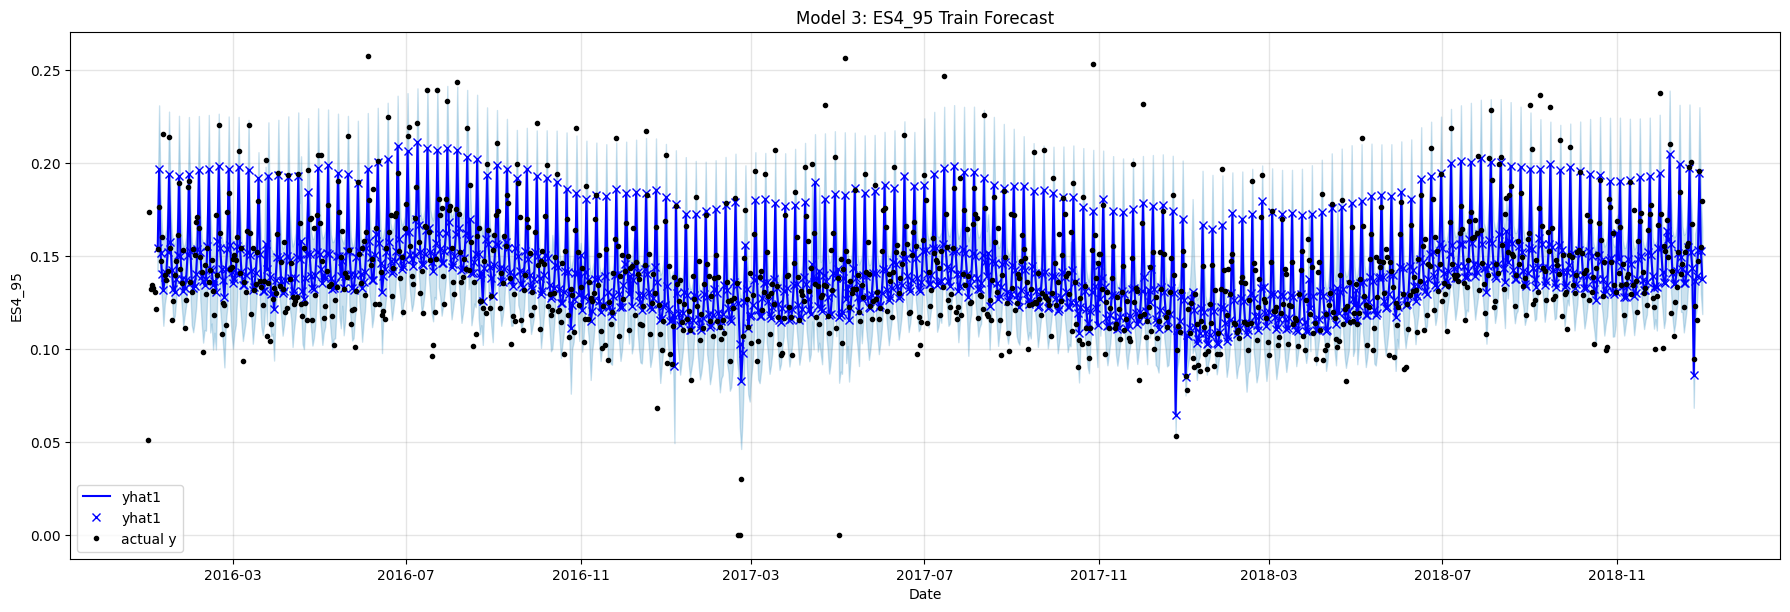 Model 3: ES4_95 Train Forecast
ES4_95
0.25
0.20
0.15
0.10
0.05
0.00
yhat1
yhat1
actual y
2016-03
2016-07
2016-11
2017-03
2017-07
2017-11
2018-03
2018-07
2018-11
Date